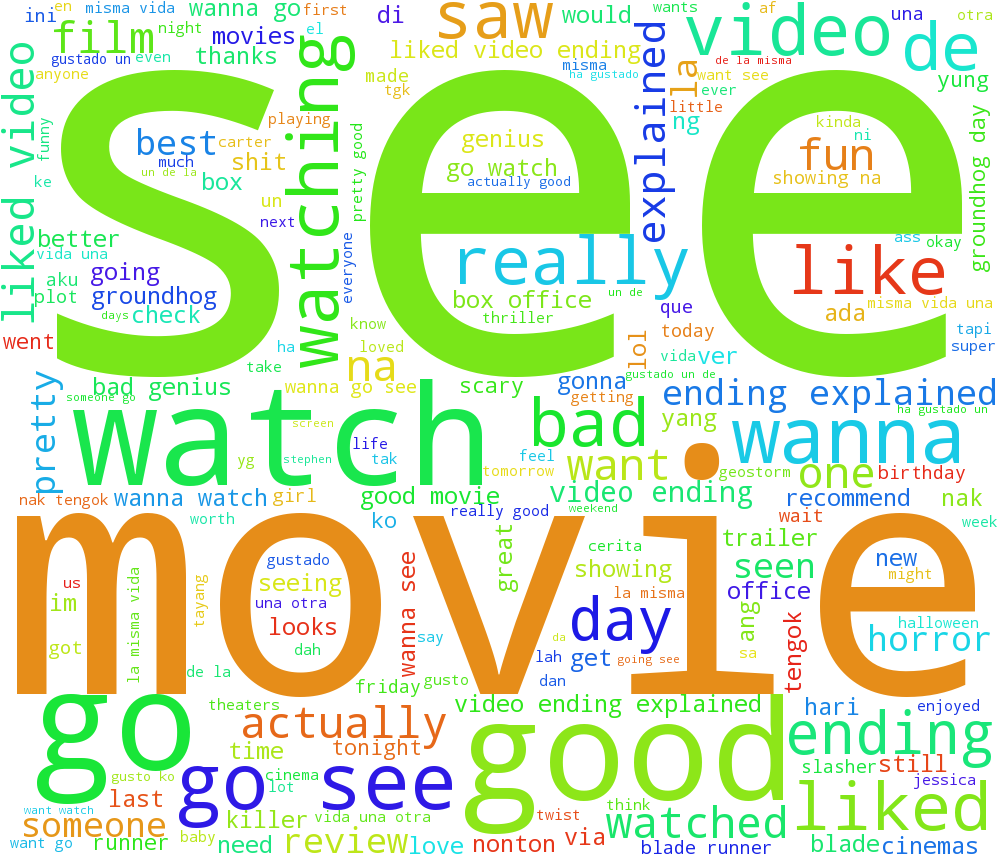 en
misma vida
wanna go
first
ini
di
saw
would
video
wants
af
una
otra
film
night
movies
el
gustado un
even
thanks
liked video ending
made
tgk
misma
ha gustado
explained
la
de la misma
want see
ever
de
yung
anyone
liked video
funny
see
watching
playing
best
carter
much
shit
un de la
box
un
next
pretty good
everyone
genius
go watch
actually good
little
ng
kinda
ni
fun
showing na
groundhog day
ke
better
vida una
going
aku
plot
groundhog
days
check
really
box office
un de
thriller
que
like
ass
okay
ada
misma vida una
tapi
super
went
know
ha
loved
na
take
lol
today
vida
ver
gustado un de
pretty
bad genius
someone go
wanna go see
scary
gonna
getting
ending explained
ha gustado un
watch
screen
life
yg
stephen
tak
bad
yang
feel
tomorrow
want
wanna
geostorm
one
birthday
nak tengok
wanna watch
girl
good movie
video ending
recommend
nak
worth
ko
really good
weekend
wait
week
movie
great
trailer
cerita
gustado
us
seeing
showing
seen
new
might
im
la misma vida
tayang
una otra
looks
wanna see
la misma
office
day
ang
tengok
halloween
horror
got
dah
say
da
lah
get
sa
de la
going see
dan
friday
gusto
go
theaters
actually
video ending explained
hari
enjoyed
good
ending
time
tonight
go see
gusto ko
cinema
lot
slasher
still
jessica
want watch
last
killer
vida una otra
think
liked
someone
twist
watched
want go
runner
baby
need
review
love
nonton
via
blade runner
blade
cinemas